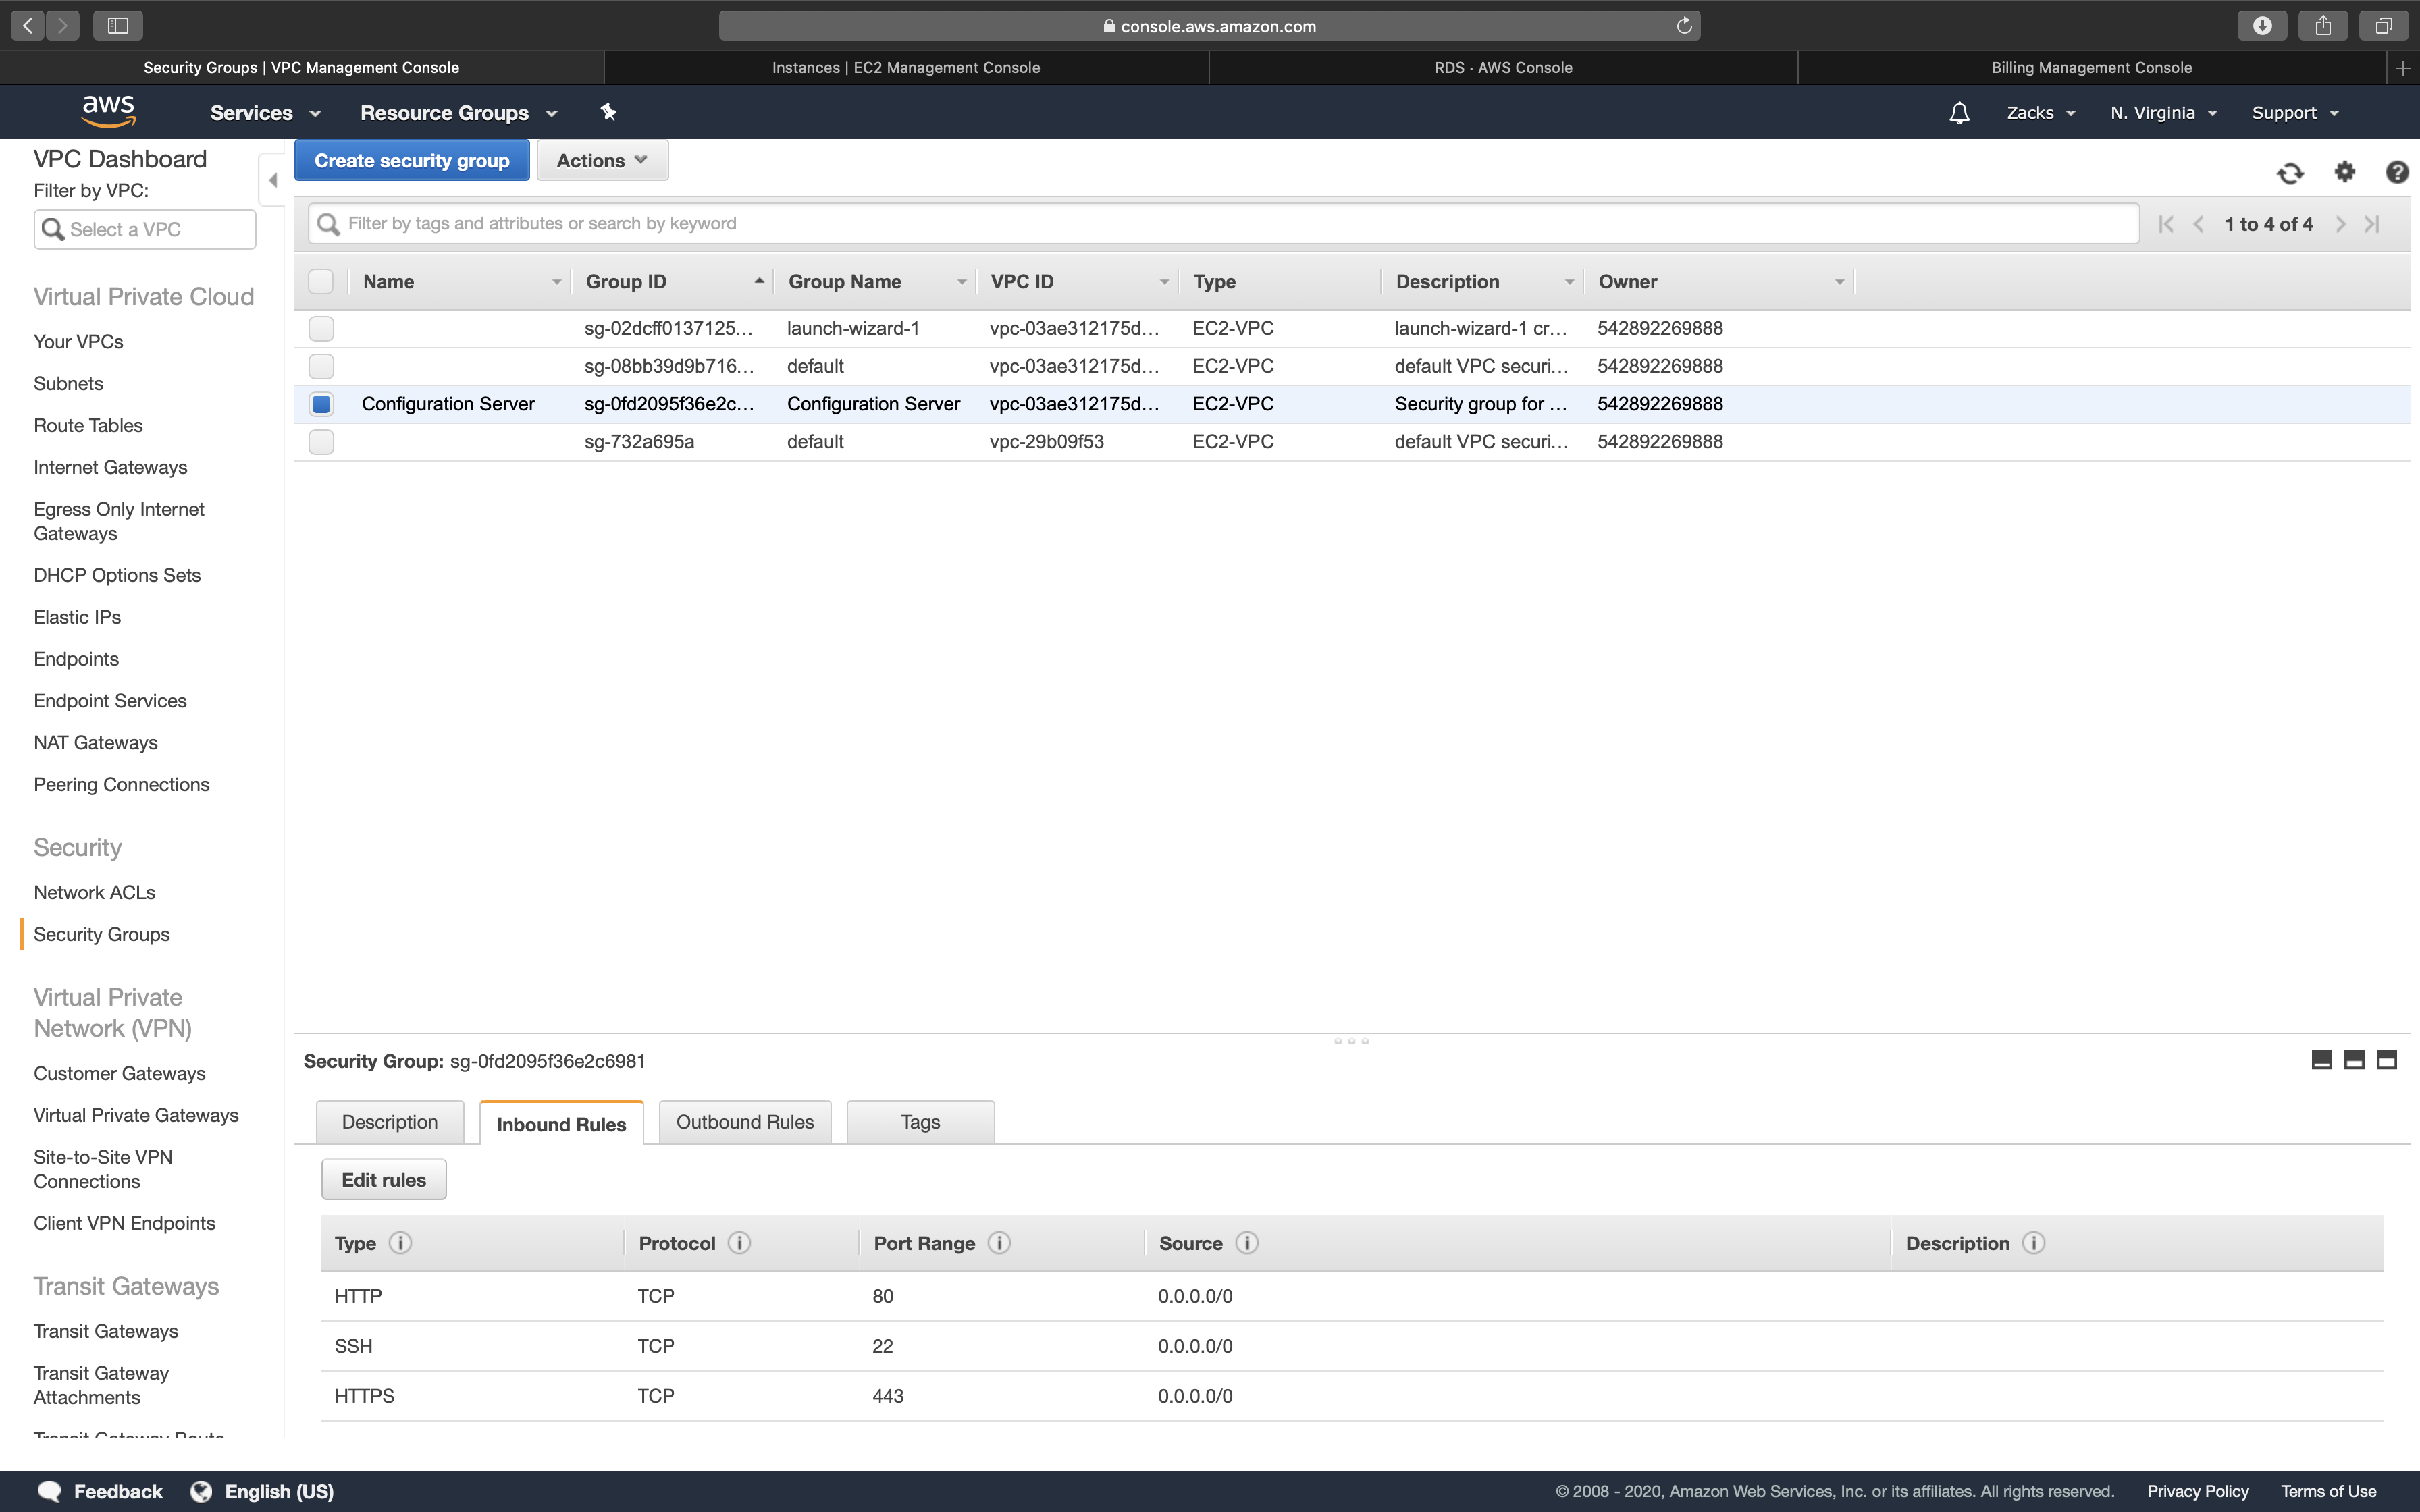 console.aws.amazon.com
Security Groups | VPC Management Console
Instances | EC2 Management Console
RDS · AWS Console
Billing Management Console
aws
Services
Resource Groups
Zacks
N. Virginia
Support
VPC Dashboard
Filter by VPC:
Select a VPC
Virtual Private Cloud
Your VPCs
Subnets
Route Tables
Internet Gateways
Egress Only Internet
Gateways
DHCP Options Sets
Elastic IPs
Endpoints
Endpoint Services
NAT Gateways
Peering Connections
Security
Network ACLs
Security Groups
Virtual Private
Network (VPN)
Customer Gateways
Virtual Private Gateways
Site-to-Site VPN
Connections
Client VPN Endpoints
Transit Gateways
Transit Gateways
Transit Gateway
Attachments
Transit Gateway Route
Create security group
Actions
Filter by tags and attributes or search by keyword
1 to 4 of 4
Name Group ID Group Name VPC ID Type Description Owner
sg-02dcff0137125... launch-wizard-1 vpc-03ae312175d... EC2-VPC launch-wizard-1 cr... 542892269888
sg-08bb39d9b716... default vpc-03ae312175d... EC2-VPC default VPC securi... 542892269888
Configuration Server sg-0fd2095f36e2c... Configuration Server vpc-03ae312175d... EC2-VPC Security group for ... 542892269888
sg-732a695a default vpc-29b09f53 EC2-VPC default VPC securi... 542892269888
Security Group: sg-0fd2095f36e2c6981
Description
Inbound Rules
Outbound Rules
Tags
Edit rules
Type Protocol Port Range Source Description
HTTP TCP 80 0.0.0.0/0
SSH TCP 22 0.0.0.0/0
HTTPS TCP 443 0.0.0.0/0
Feedback
English (US)
© 2008 - 2020, Amazon Web Services, Inc. or its affiliates. All rights reserved.
Privacy Policy
Terms of Use